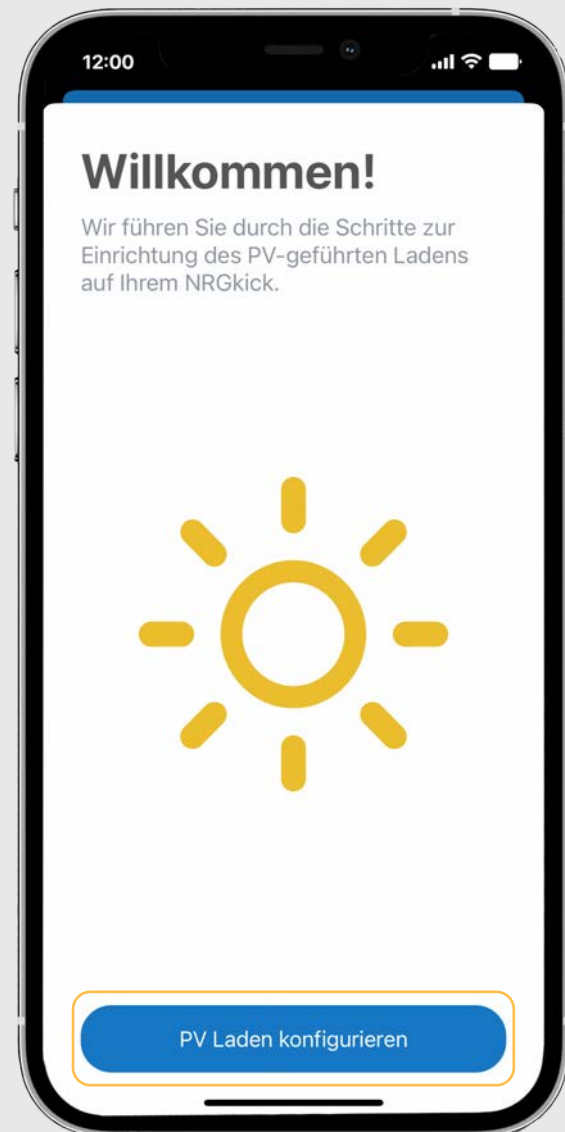 12:00
Willkommen!
Wir führen Sie durch die Schritte zur
Einrichtung des PV-geführten Ladens
auf Ihrem NRGkick.
PV Laden konfigurieren